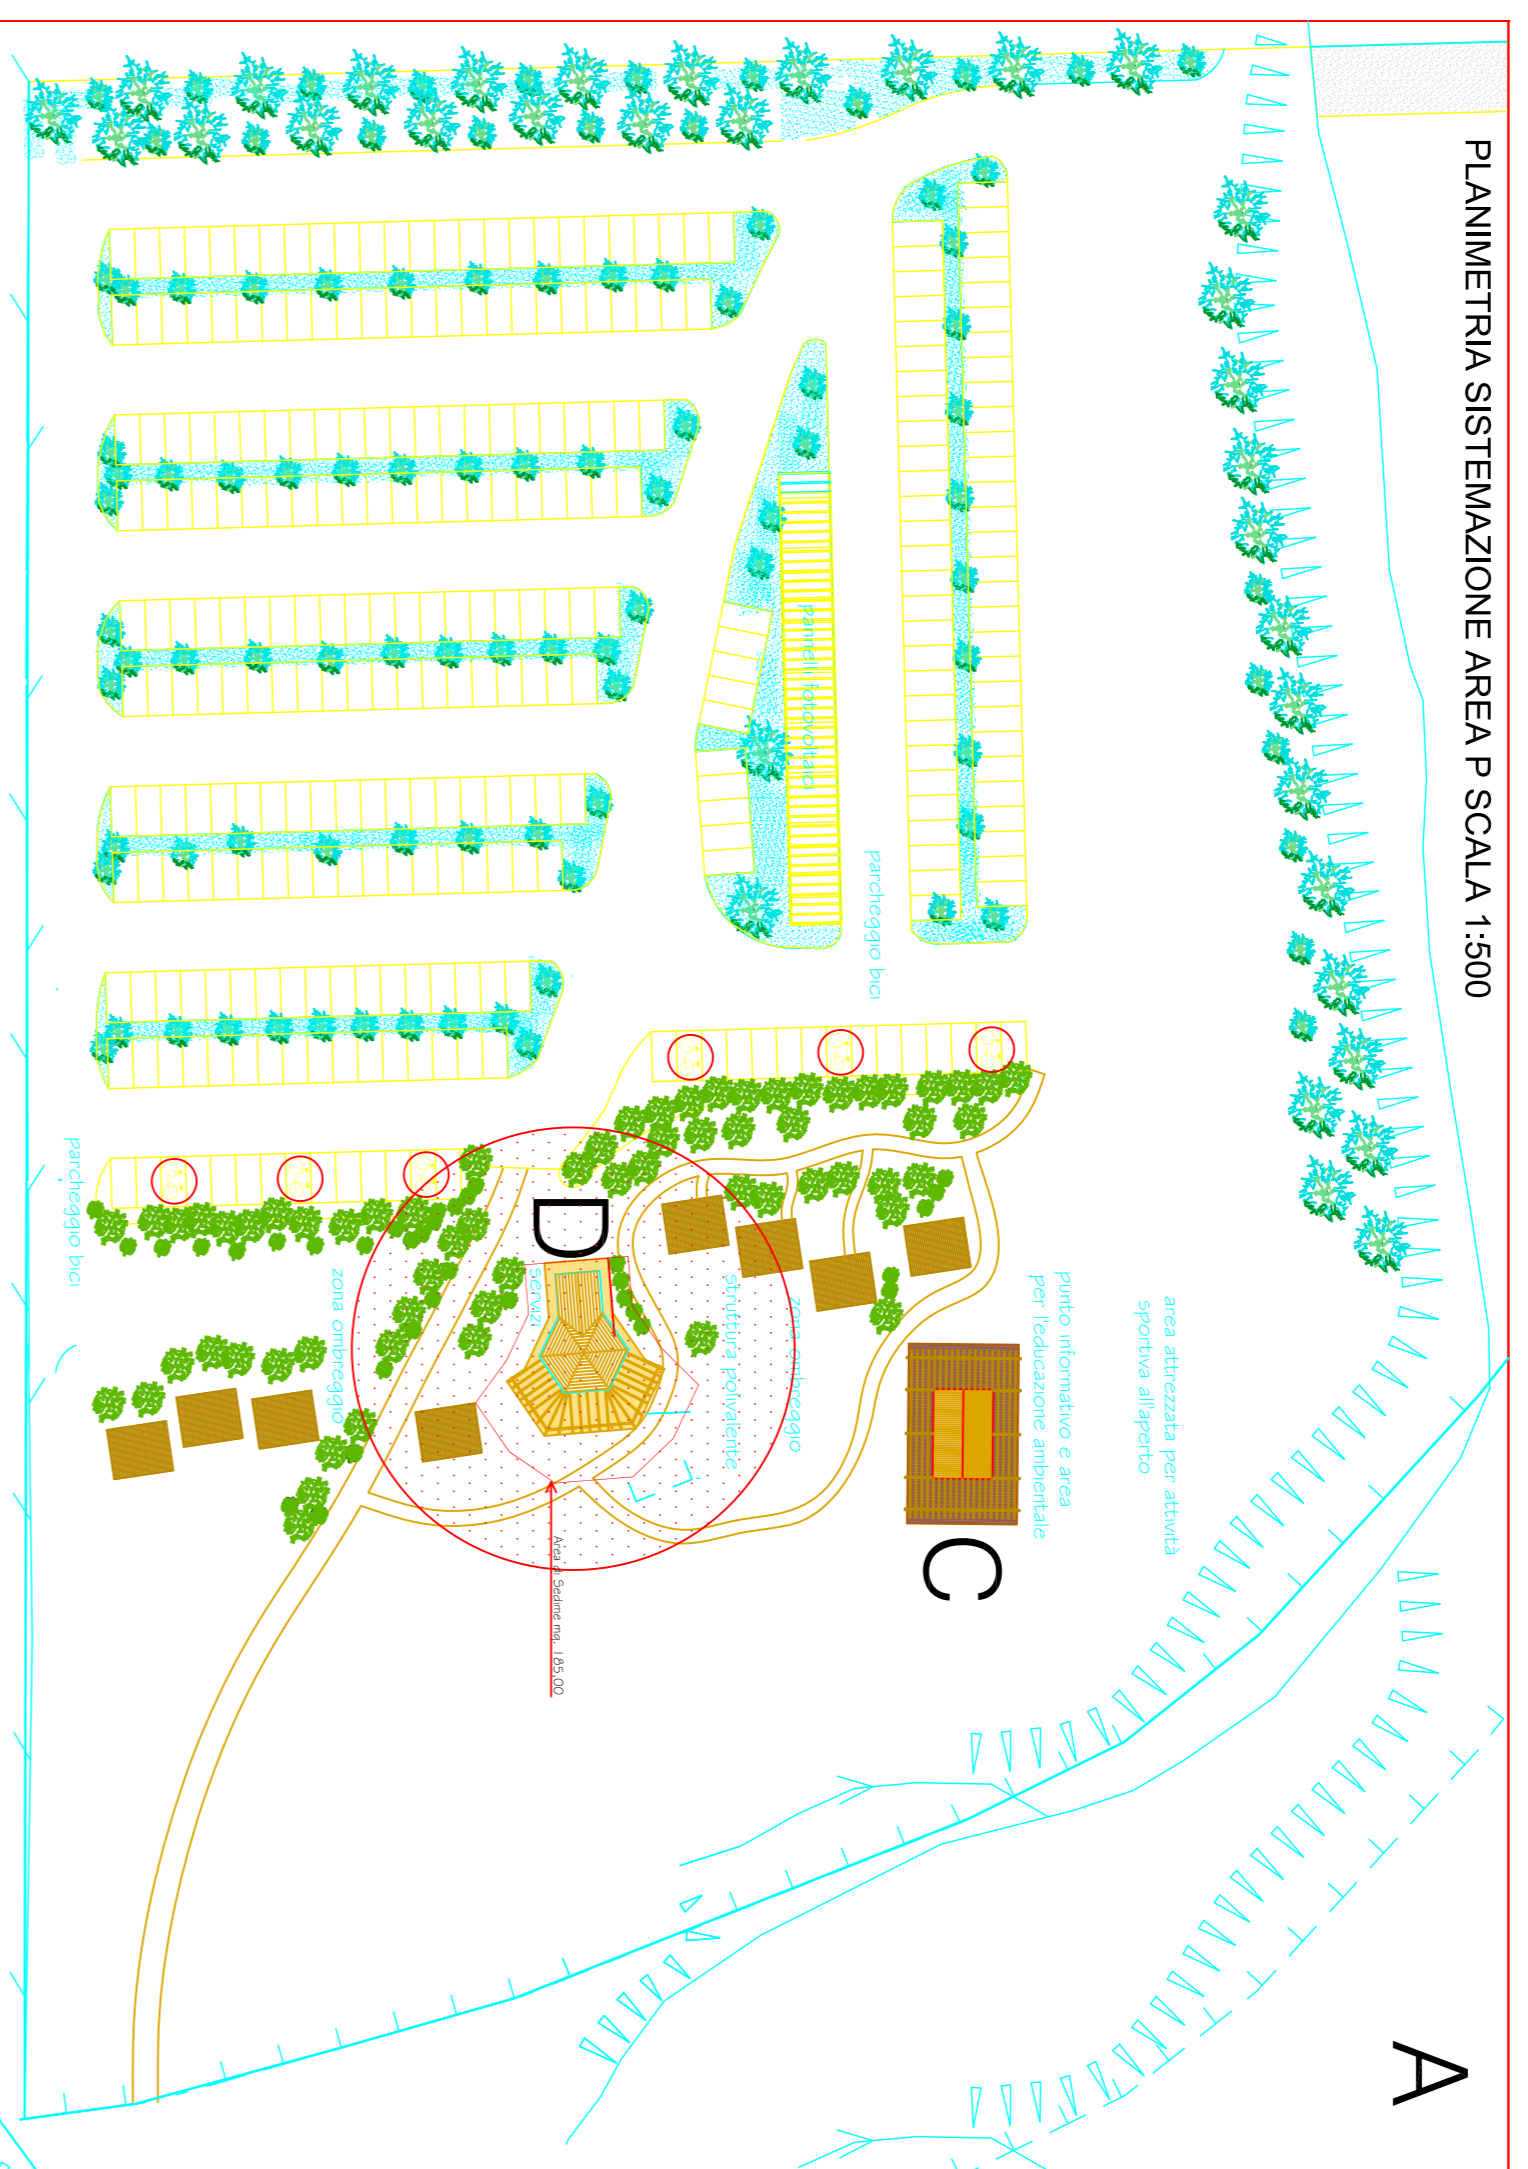 PLANIMETRIA SISTEMAZIONE AREA P SCALA 1:500
A
area attrezzata per attività
sportiva all'aperto
punto informativo e area
per l'educazione ambientale
C
Parcheggio bici
Pannelli fotovoltaici
zona ombreggio
struttura polivalente
D
servizi
Area di Sedime mq. 185,00
zona ombreggio
Parcheggio bici